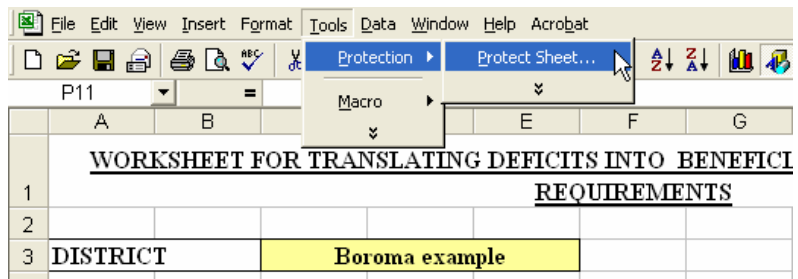 File Edit View Insert Format Tools Data Window Help Acrobat
ABC
Protection Protect Sheet...
A Z Z A
P11 =
Macro
A B E F G
WORKSHEET FOR TRANSLATING DEFICITS INTO BENEFICI
1 REQUIREMENTS
2
3 DISTRICT Boroma example